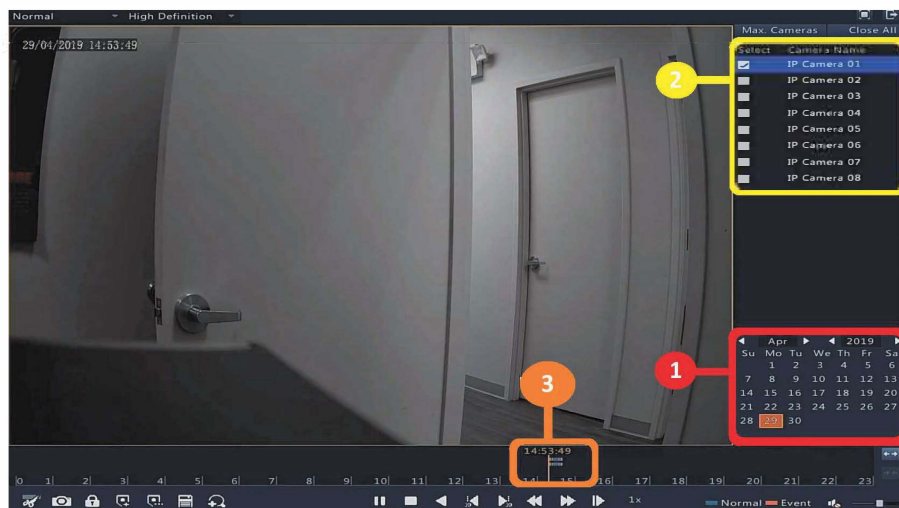 Normal High Definition
Max. Cameras Close All
29/04/2019 14:53:49
Select Camera Name
IP Camera 01
IP Camera 02
IP Camera 03
IP Camera 04
IP Camera 05
IP Camera 06
IP Camera 07
IP Camera 08
2
Apr 2019
Su Mo Tu We Th Fr Sa
1 2 3 4 5 6
7 8 9 10 11 12 13
14 15 16 17 18 19 20
21 22 23 24 25 26 27
28 29 30
1
3
14:53:49
0 1 2 3 4 5 6 7 8 9 10 11 12 13 14 15 16 17 18 19 20 21 22 23
1x Normal Event